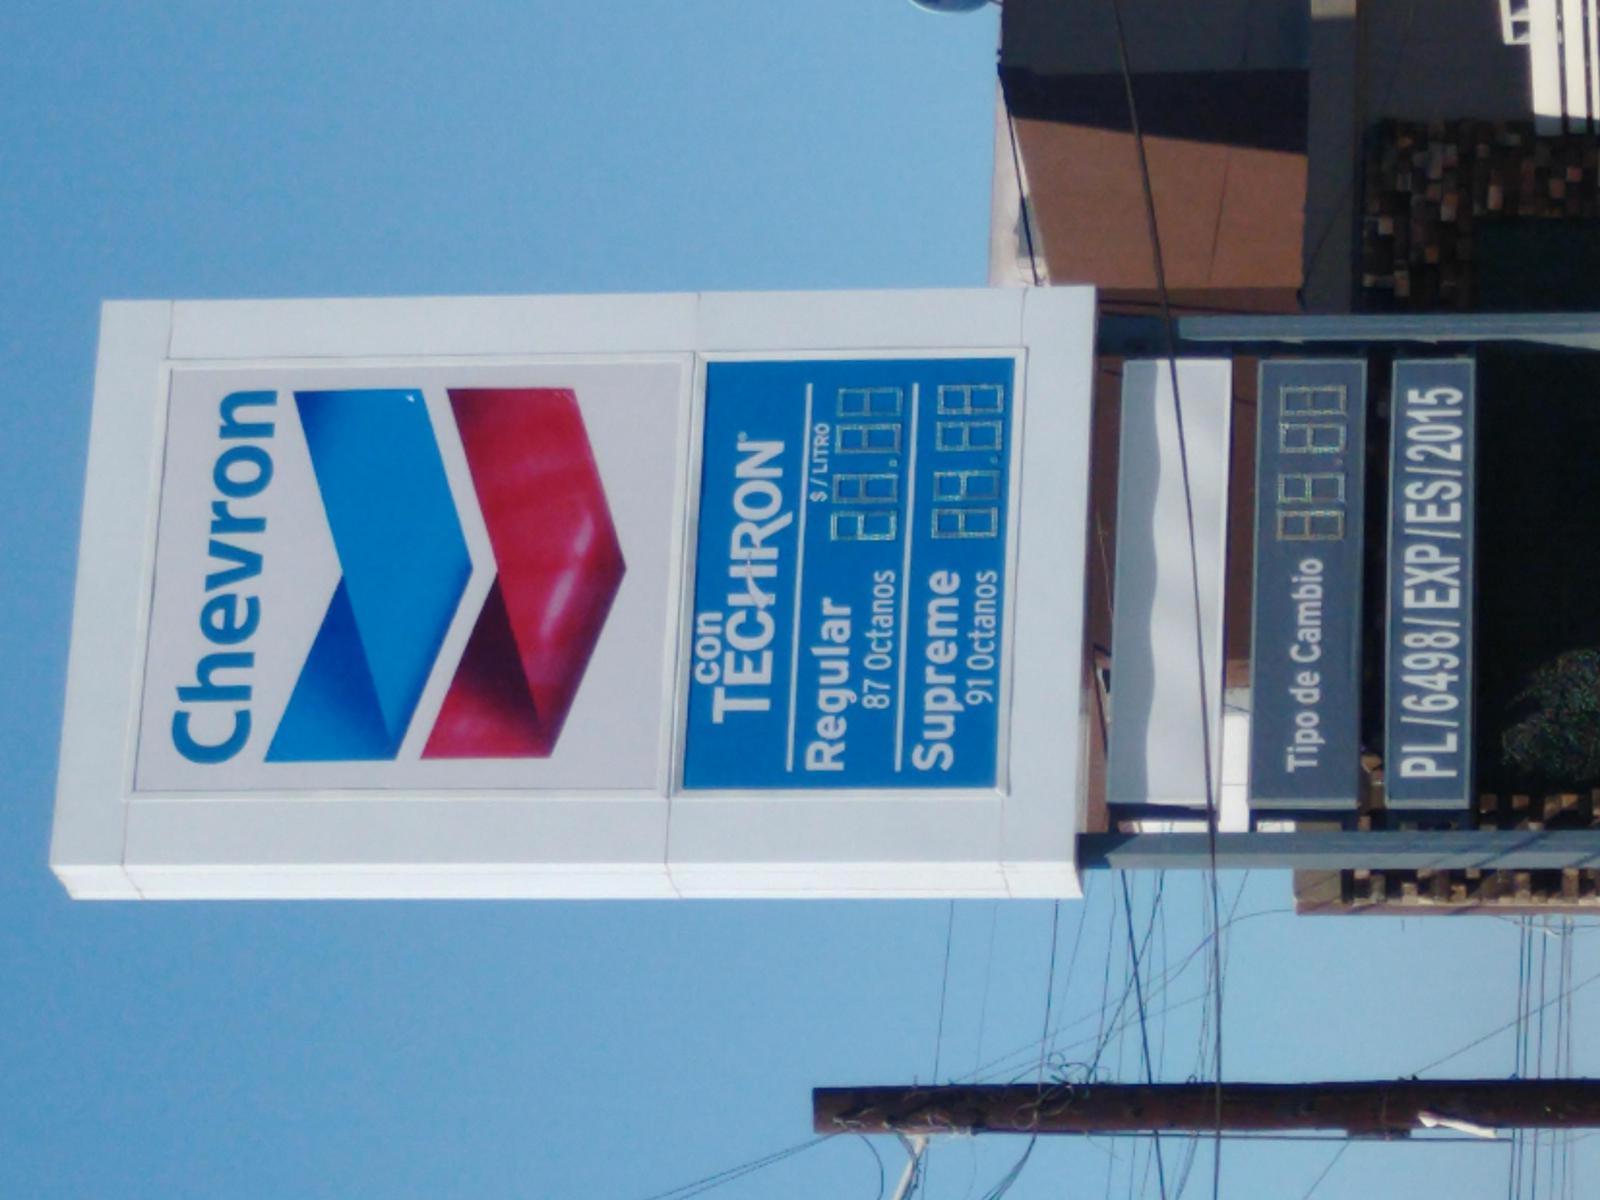 Chevron
con
TECHRON®
$ / LITRO
Regular
87 Octanos
Supreme
91 Octanos
Tipo de Cambio
PL/6498/EXP/ES/2015